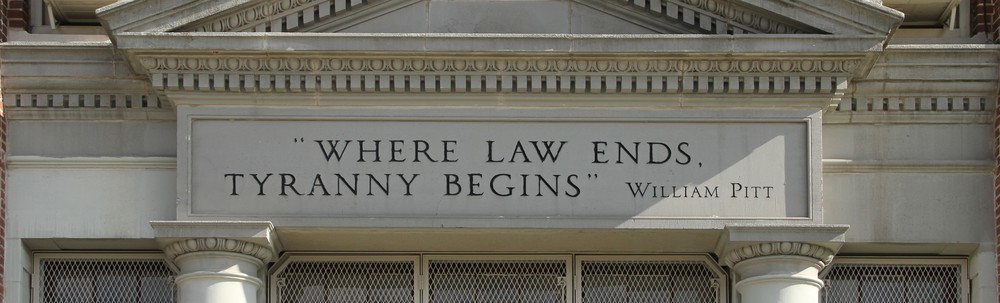 “WHERE LAW ENDS,
TYRANNY BEGINS” WILLIAM PITT